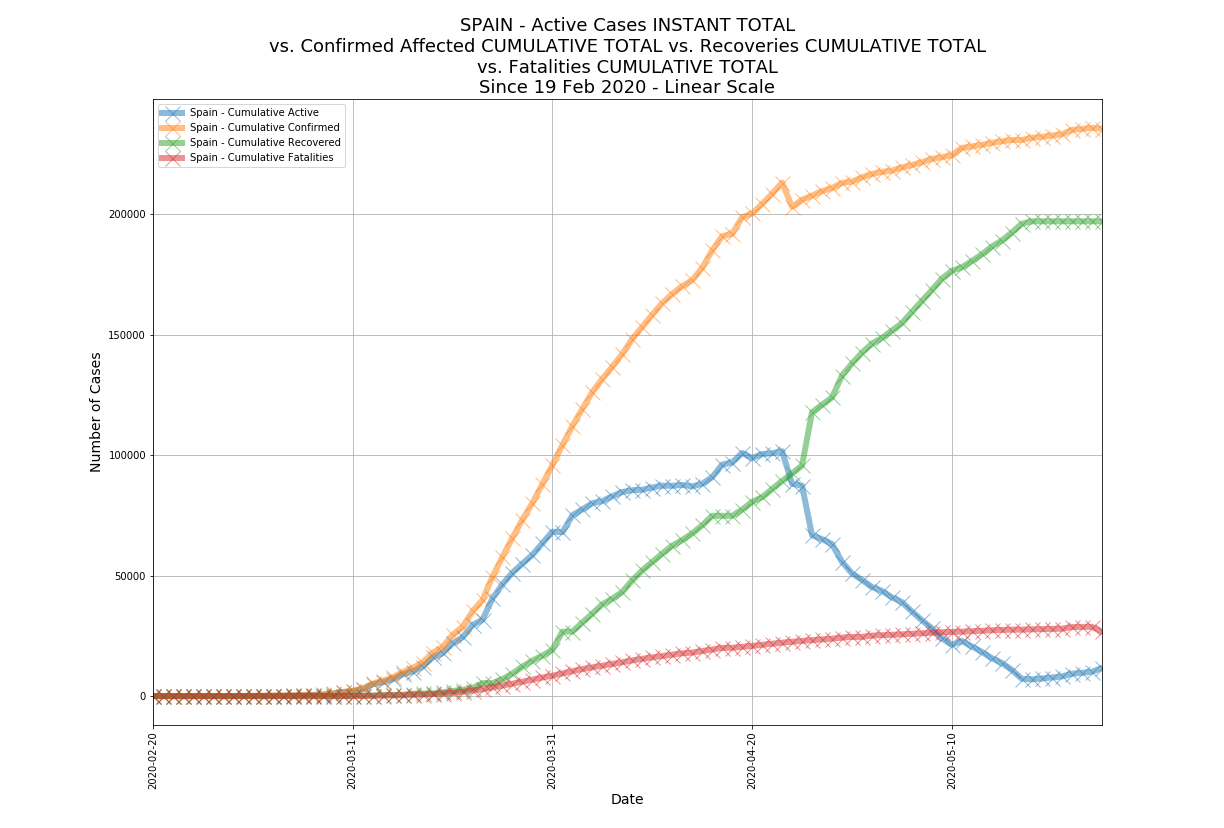 SPAIN - Active Cases INSTANT TOTAL
vs. Confirmed Affected CUMULATIVE TOTAL vs. Recoveries CUMULATIVE TOTAL
vs. Fatalities CUMULATIVE TOTAL
Since 19 Feb 2020 - Linear Scale
Spain - Cumulative Active
Spain - Cumulative Confirmed
Spain - Cumulative Recovered
Spain - Cumulative Fatalities
Number of Cases
200000
150000
100000
50000
0
2020-02-20
2020-03-11
2020-03-31
2020-04-20
2020-05-10
Date